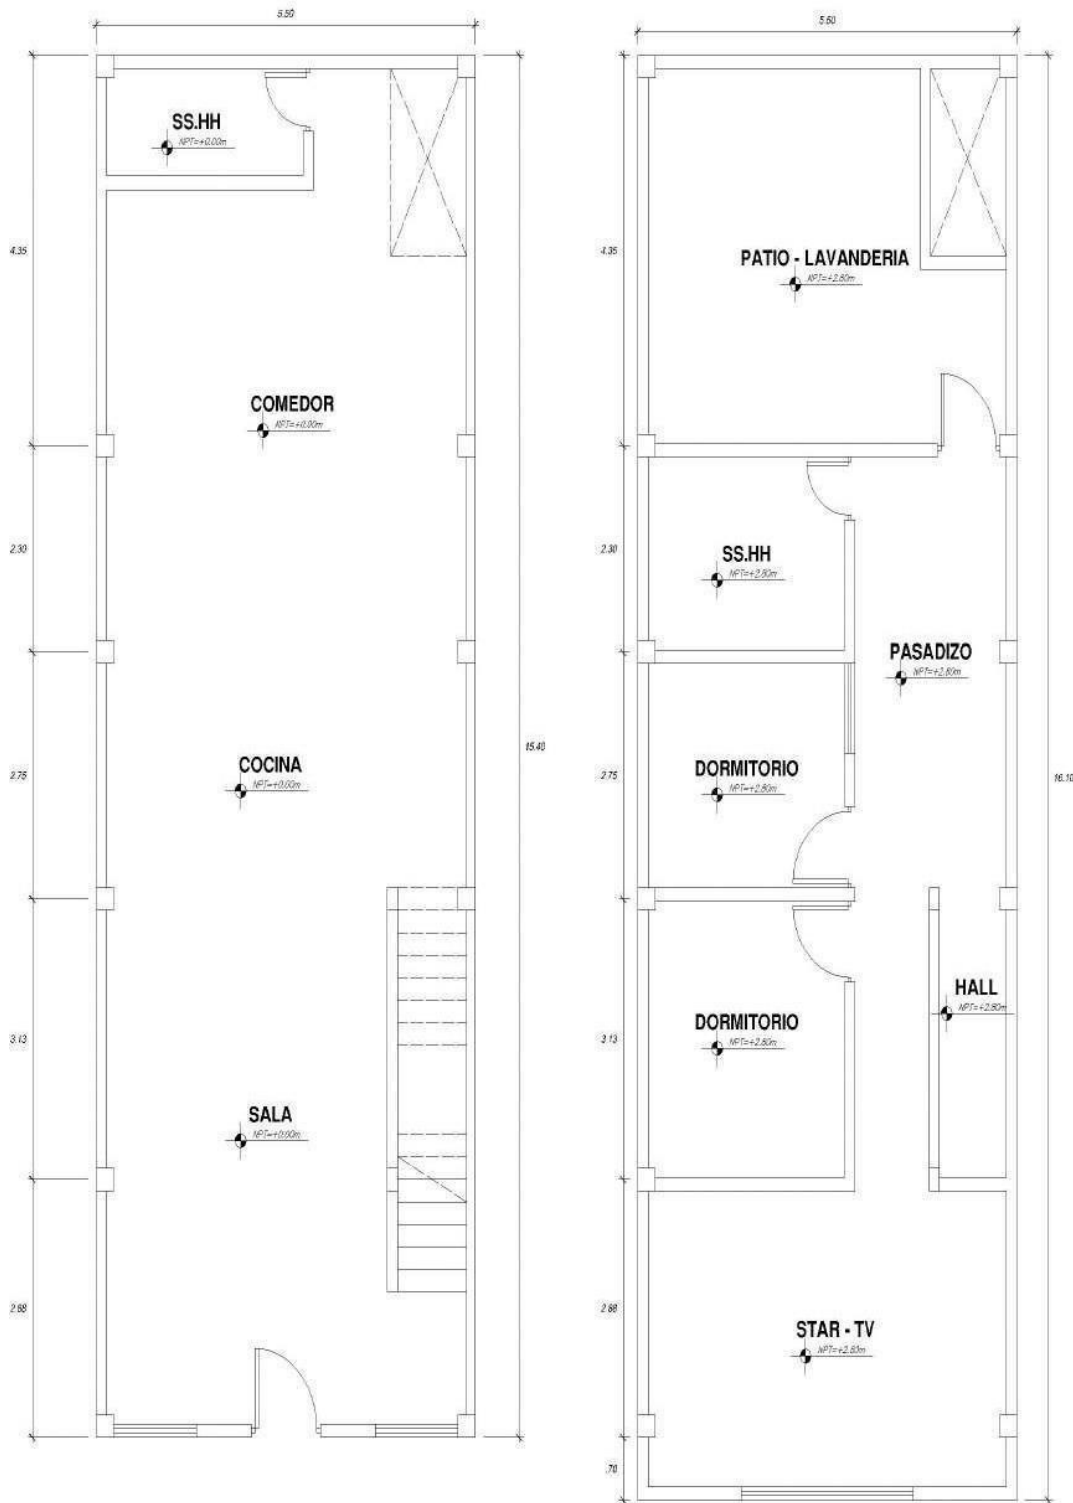 5.60
SS.HH
NPT=+0.00m
4.35
COMEDOR
NPT=+0.00m
2.30
COCINA
NPT=+0.00m
2.75
15.40
3.13
SALA
NPT=+0.00m
2.88
5.60
PATIO - LAVANDERIA
NPT=+2.80m
4.35
2.30
SS.HH
NPT=+2.80m
PASADIZO
NPT=+2.80m
2.75
DORMITORIO
NPT=+2.80m
16.10
HALL
NPT=+2.80m
3.13
DORMITORIO
NPT=+2.80m
2.88
STAR - TV
NPT=+2.80m
.70